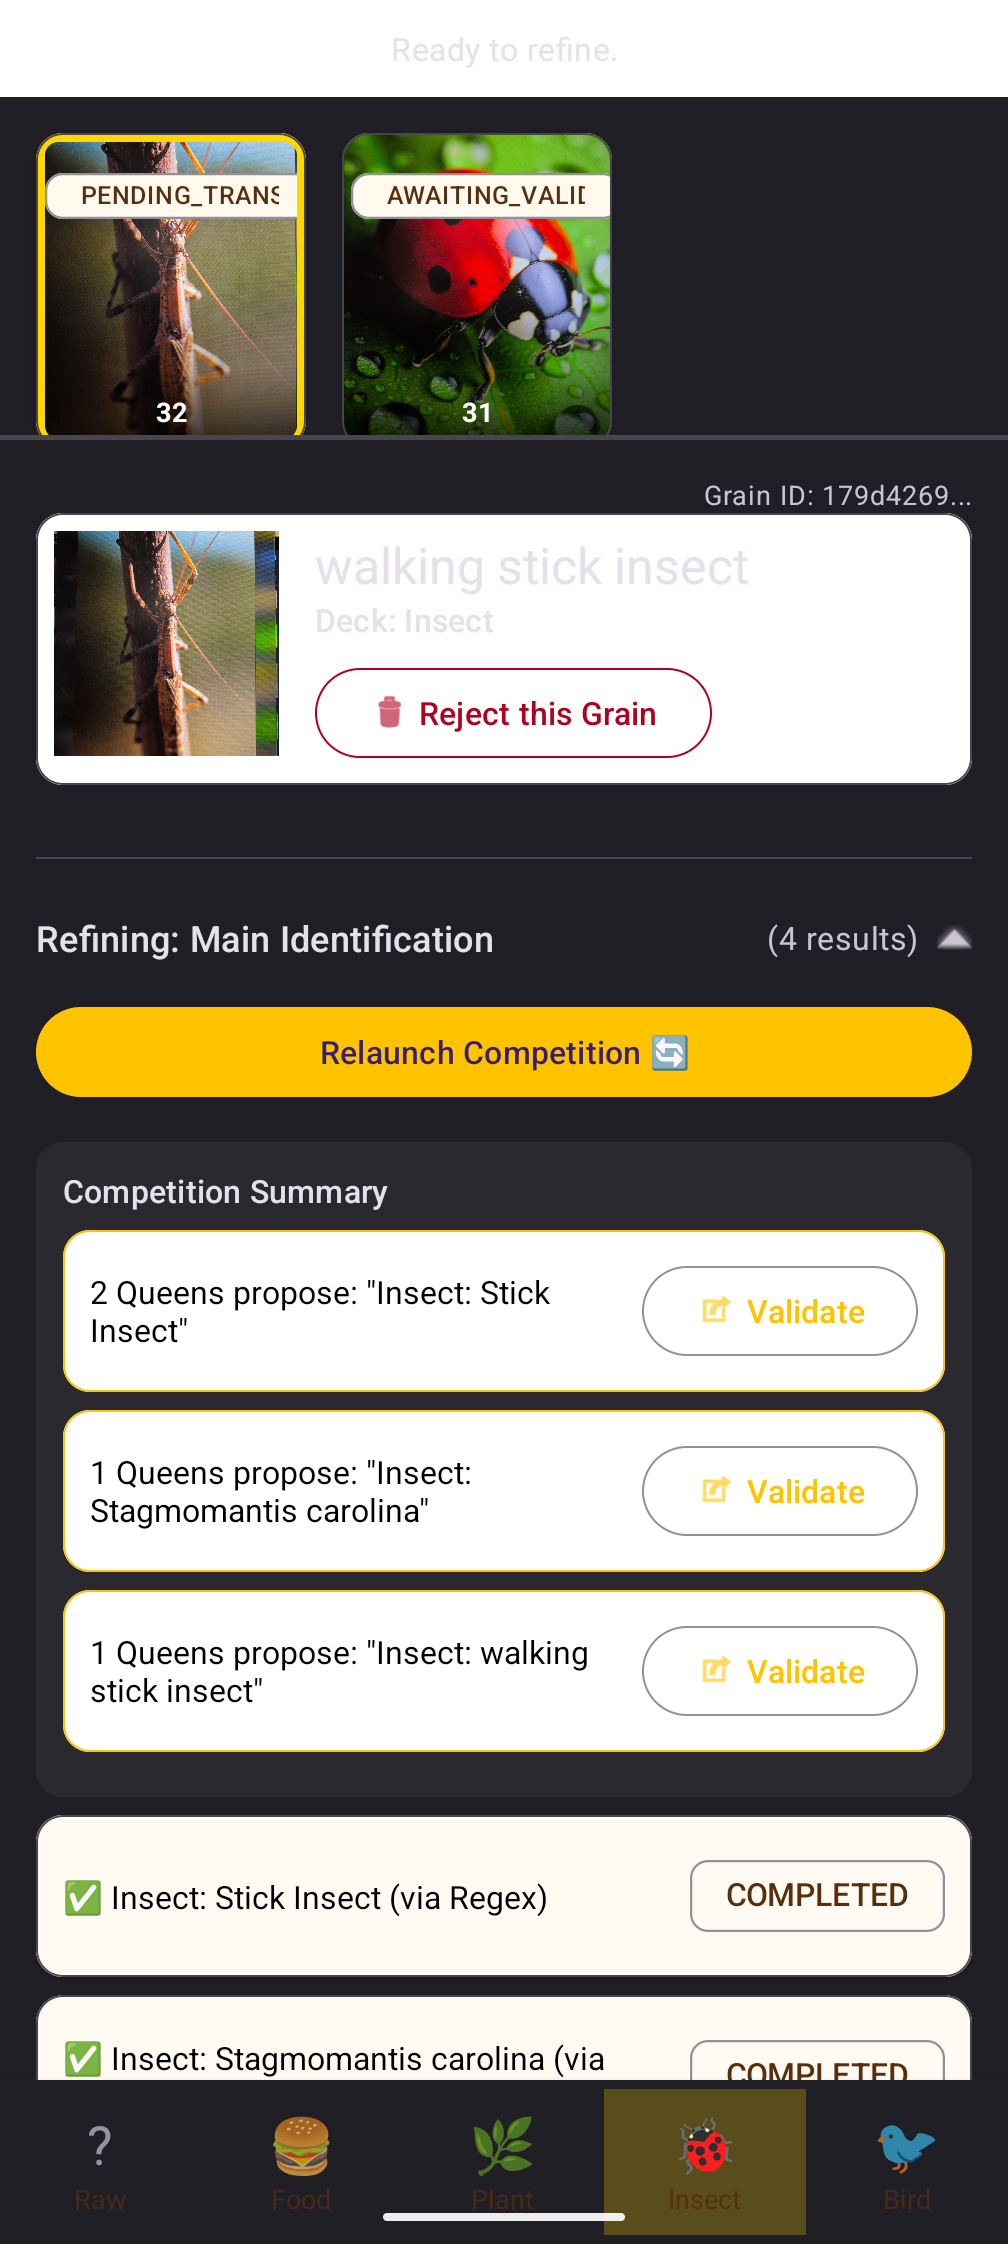 Ready to refine.
PENDING_TRANS
AWAITING_VALID
32
31
Grain ID: 179d4269...
walking stick insect
Deck: Insect
Reject this Grain
Refining: Main Identification
(4 results)
Relaunch Competition
Competition Summary
2 Queens propose: "Insect: Stick
Insect"
Validate
1 Queens propose: "Insect:
Stagmomantis carolina"
Validate
1 Queens propose: "Insect: walking
stick insect"
Validate
Insect: Stick Insect (via Regex)
COMPLETED
Insect: Stagmomantis carolina (via
COMPLETED
?
Raw
Food
Plant
Insect
Bird